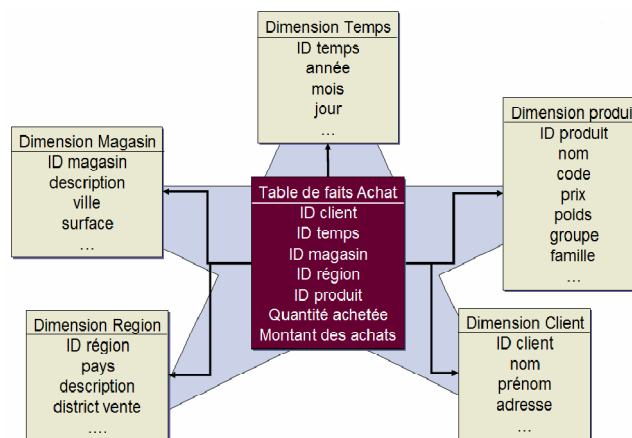 Dimension Temps
ID temps
année
mois
jour
...
Dimension Magasin
ID magasin
description
ville
surface
...
Table de faits Achat
ID client
ID temps
ID magasin
ID région
ID produit
Quantité achetée
Montant des achats
Dimension produit
ID produit
nom
code
prix
poids
groupe
famille
...
Dimension Region
ID région
pays
description
district vente
....
Dimension Client
ID client
nom
prénom
adresse
...